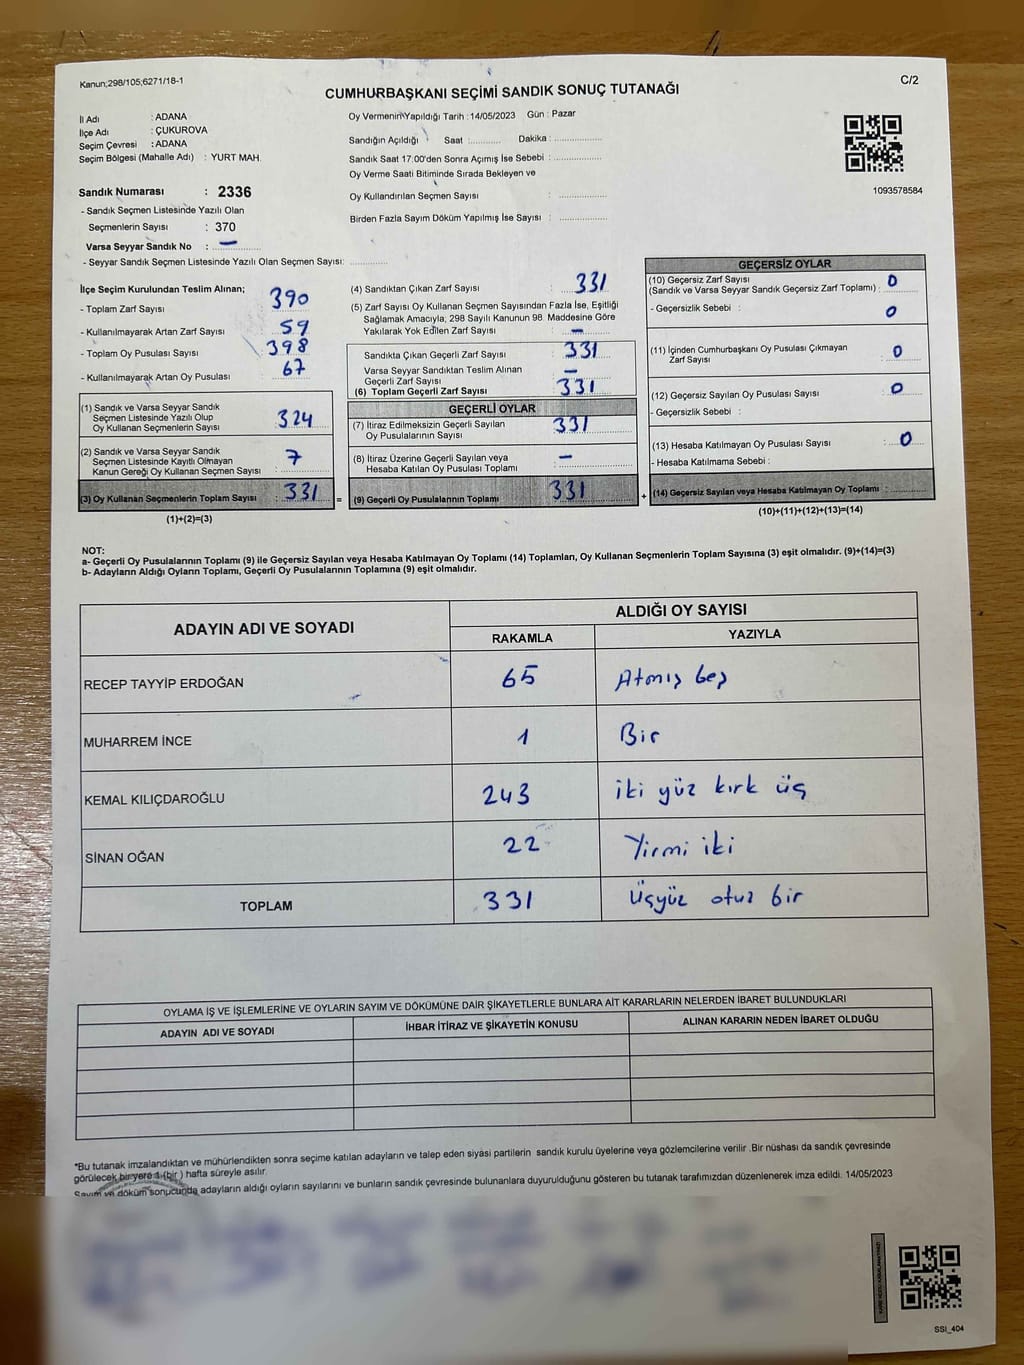 Kanun;298/105;6271/18-1
C/2
CUMHURBAŞKANI SEÇİMİ SANDIK SONUÇ TUTANAĞI
İl Adı : ADANA
İlçe Adı : ÇUKUROVA
Seçim Çevresi : ADANA
Seçim Bölgesi (Mahalle Adı) : YURT MAH.
Sandık Numarası : 2336
- Sandık Seçmen Listesinde Yazılı Olan
Seçmenlerin Sayısı : 370
Varsa Seyyar Sandık No : —
- Seyyar Sandık Seçmen Listesinde Yazılı Olan Seçmen Sayısı: ..............
Oy Vermenin Yapıldığı Tarih : 14/05/2023 Gün : Pazar
Sandığın Açıldığı Saat :........... Dakika :................
Sandık Saat 17:00'den Sonra Açımış İse Sebebi :................
Oy Verme Saati Bitiminde Sırada Bekleyen ve
Oy Kullandırılan Seçmen Sayısı : ................
Birden Fazla Sayım Döküm Yapılmış İse Sayısı : ................
1093578584
İlçe Seçim Kurulundan Teslim Alınan;
- Toplam Zarf Sayısı : 390
- Kullanılmayarak Artan Zarf Sayısı : 59
- Toplam Oy Pusulası Sayısı : 398
- Kullanılmayarak Artan Oy Pusulası : 67
(1) Sandık ve Varsa Seyyar Sandık
Seçmen Listesinde Yazılı Olup
Oy Kullanan Seçmenlerin Sayısı : 324
(2) Sandık ve Varsa Seyyar Sandık
Seçmen Listesinde Kayıtlı Olmayan
Kanun Gereği Oy Kullanan Seçmen Sayısı : 7
(3) Oy Kullanan Seçmenlerin Toplam Sayısı : 331 =
(1)+(2)=(3)
(4) Sandıktan Çıkan Zarf Sayısı : 331
(5) Zarf Sayısı Oy Kullanan Seçmen Sayısından Fazla İse, Eşitliği
Sağlamak Amacıyla; 298 Sayılı Kanunun 98. Maddesine Göre
Yakılarak Yok Edilen Zarf Sayısı : —
Sandıkta Çıkan Geçerli Zarf Sayısı : 331
Varsa Seyyar Sandıktan Teslim Alınan
Geçerli Zarf Sayısı : —
(6) Toplam Geçerli Zarf Sayısı : 331
GEÇERLİ OYLAR
(7) İtiraz Edilmeksizin Geçerli Sayılan
Oy Pusulalarının Sayısı : 331
(8) İtiraz Üzerine Geçerli Sayılan veya
Hesaba Katılan Oy Pusulası Toplamı : —
(9) Geçerli Oy Pusulalarının Toplamı : 331 +
GEÇERSİZ OYLAR
(10) Geçersiz Zarf Sayısı
(Sandık ve Varsa Seyyar Sandık Geçersiz Zarf Toplamı) : 0
- Geçersizlik Sebebi : 0
(11) İçinden Cumhurbaşkanı Oy Pusulası Çıkmayan
Zarf Sayısı : 0
(12) Geçersiz Sayılan Oy Pusulası Sayısı : 0
- Geçersizlik Sebebi :
(13) Hesaba Katılmayan Oy Pusulası Sayısı : 0
- Hesaba Katılmama Sebebi :
(14) Geçersiz Sayılan veya Hesaba Katılmayan Oy Toplamı : ..........
(10)+(11)+(12)+(13)=(14)
NOT:
a- Geçerli Oy Pusulalarının Toplamı (9) ile Geçersiz Sayılan veya Hesaba Katılmayan Oy Toplamı (14) Toplamları, Oy Kullanan Seçmenlerin Toplam Sayısına (3) eşit olmalıdır. (9)+(14)=(3)
b- Adayların Aldığı Oyların Toplamı, Geçerli Oy Pusulalarının Toplamına (9) eşit olmalıdır.
ADAYIN ADI VE SOYADI
ALDIĞI OY SAYISI
RAKAMLA YAZIYLA
RECEP TAYYİP ERDOĞAN 65 Atmış beş
MUHARREM İNCE 1 Bir
KEMAL KILIÇDAROĞLU 243 iki yüz kırk üç
SİNAN OĞAN 22 Yirmi iki
TOPLAM 331 Üçyüz otuz bir
OYLAMA İŞ VE İŞLEMLERİNE VE OYLARIN SAYIM VE DÖKÜMÜNE DAİR ŞİKAYETLERLE BUNLARA AİT KARARLARIN NELERDEN İBARET BULUNDUKLARI
ADAYIN ADI VE SOYADI İHBAR İTİRAZ VE ŞİKAYETİN KONUSU ALINAN KARARIN NEDEN İBARET OLDUĞU
*Bu tutanak imzalandıktan ve mühürlendikten sonra seçime katılan adayların ve talep eden siyasi partilerin sandık kurulu üyelerine veya gözlemcilerine verilir .Bir nüshası da sandık çevresinde
görülecek bir yere 1 (bir ) hafta süreyle asılır.
Sayım ve döküm sonucunda adayların aldığı oyların sayılarını ve bunların sandık çevresinde bulunanlara duyurulduğunu gösteren bu tutanak tarafımızdan düzenlenerek imza edildi. 14/05/2023
SSI_404